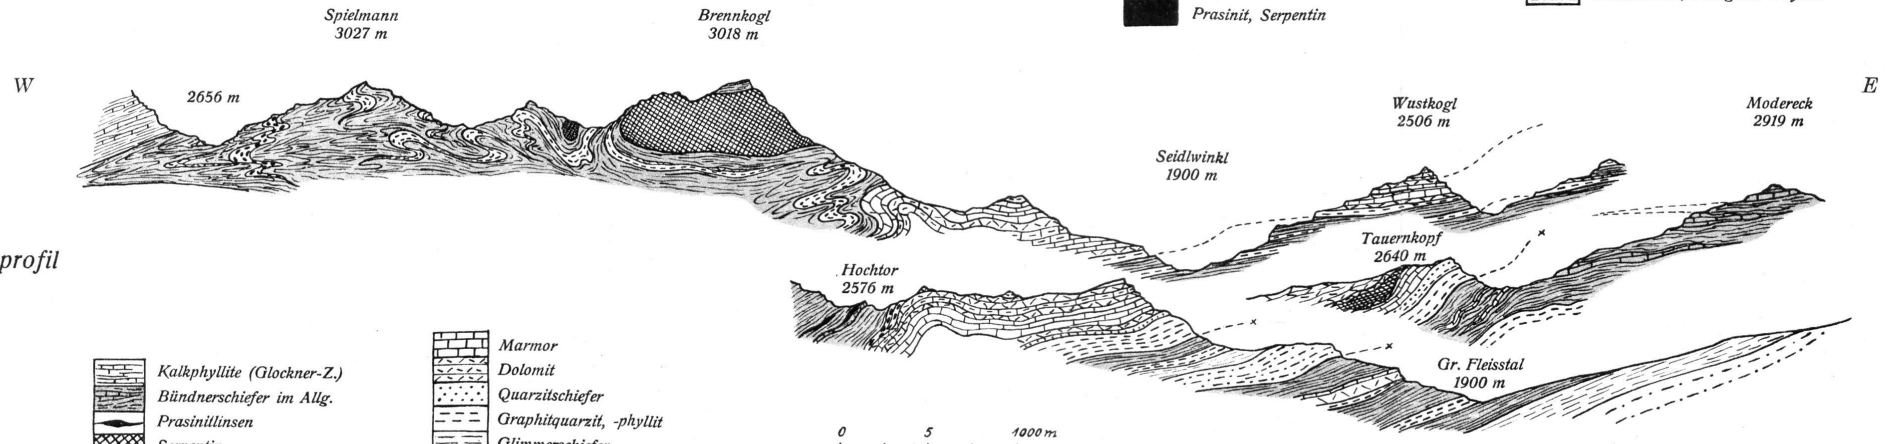 Spielmann
3027 m
Brennkogl
3018 m
Prasinit, Serpentin
W
2656 m
E
Wustkogl
2506 m
Modereck
2919 m
Seidlwinkl
1900 m
profil
Tauernkopf
2640 m
Hochtor
2576 m
Gr. Fleisstal
1900 m
Kalkphyllite (Glockner-Z.)
Bündnerschiefer im Allg.
Prasinitlinsen
Marmor
Dolomit
Quarzitschiefer
Graphitquarzit, -phyllit
0 5 1000 m